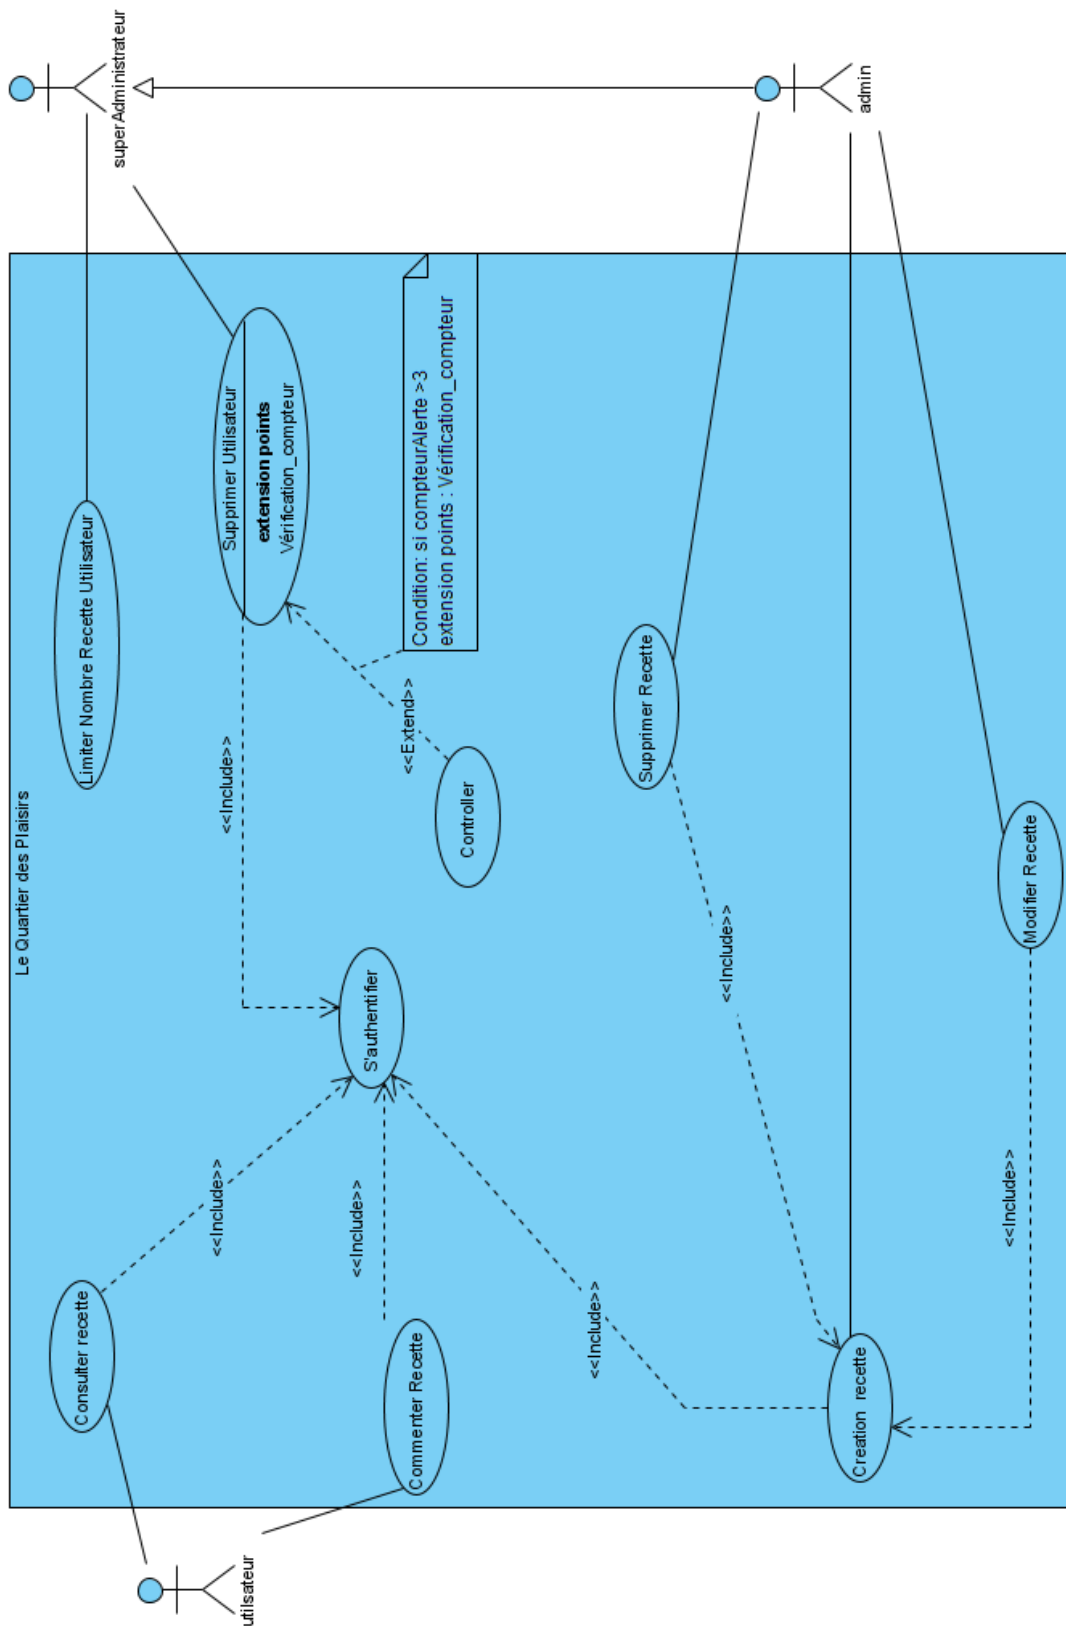 Le Quartier des Plaisirs
utilsateur
Consulter recette
Commenter Recette
Creation recette
<<Include>>
<<Include>>
<<Include>>
<<Include>>
S'authentifier
<<Include>>
<<Include>>
Controller
<<Extend>>
Limiter Nombre Recette Utilisateur
Supprimer Utilisateur
extension points
Vérification_compteur
Condition: si compteurAlerte >3
extension points : Vérification_compteur
Supprimer Recette
Modifier Recette
superAdministrateur
admin